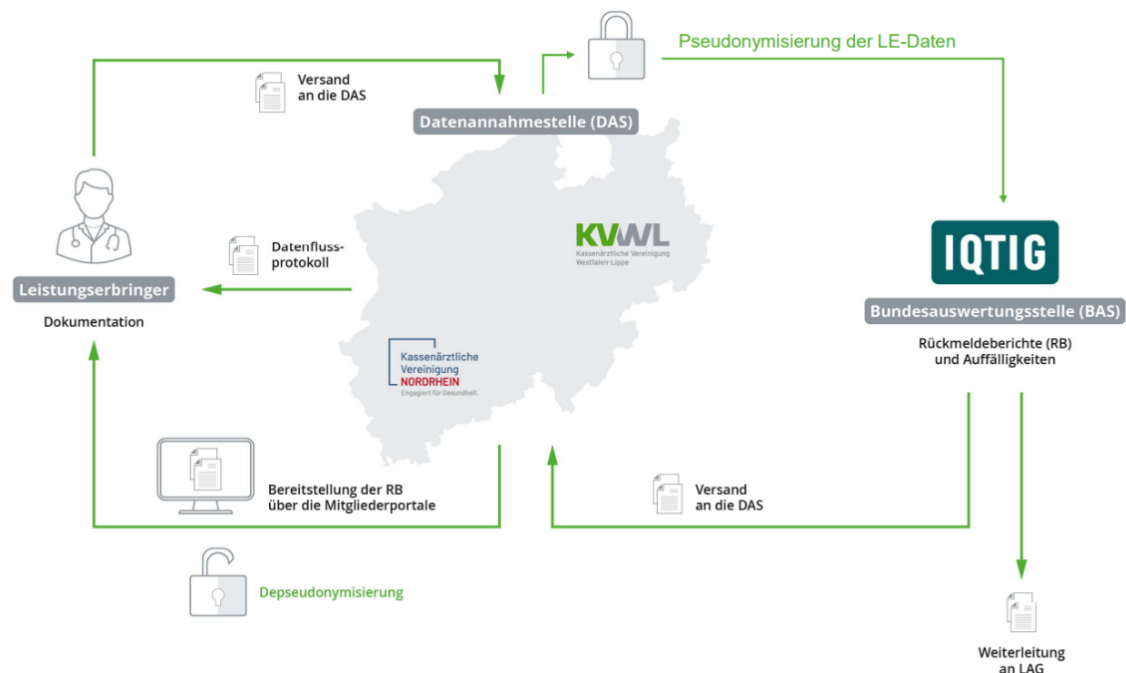 Pseudonymisierung der LE-Daten
Versand
an die DAS
Datenannahmestelle (DAS)
KVWL
Kassenärztliche Vereinigung
Westfalen-Lippe
IQTIG
Datenfluss-
protokoll
Leistungserbringer
Dokumentation
Bundesauswertungsstelle (BAS)
Rückmeldeberichte (RB)
und Auffälligkeiten
Kassenärztliche
Vereinigung
NORDRHEIN
Engagiert für Gesundheit.
Bereitstellung der RB
über die Mitgliederportale
Versand
an die DAS
Depseudonymisierung
Weiterleitung
an LAG